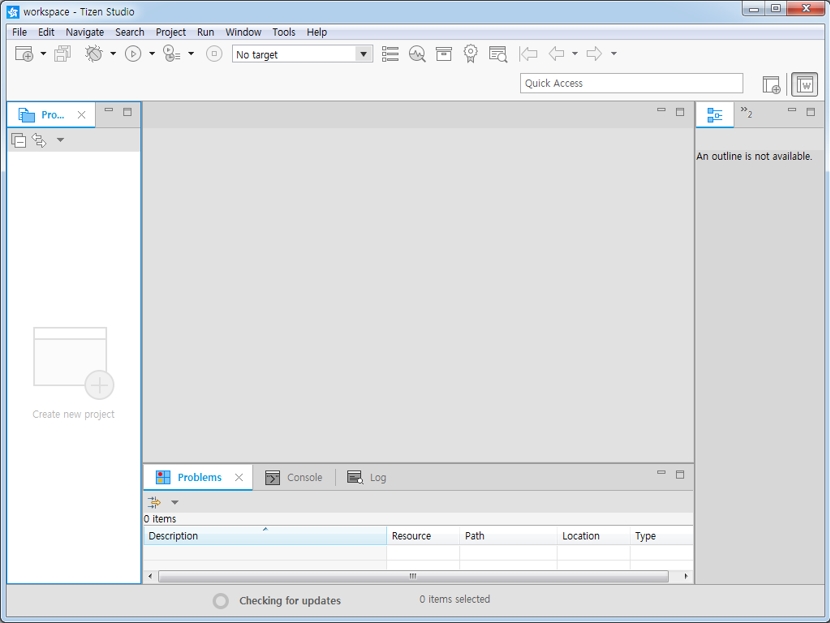 workspace - Tizen Studio
File Edit Navigate Search Project Run Window Tools Help
No target
Quick Access
W
Pro...
»2
An outline is not available.
Create new project
Problems Console Log
0 items
Description Resource Path Location Type
Checking for updates 0 items selected